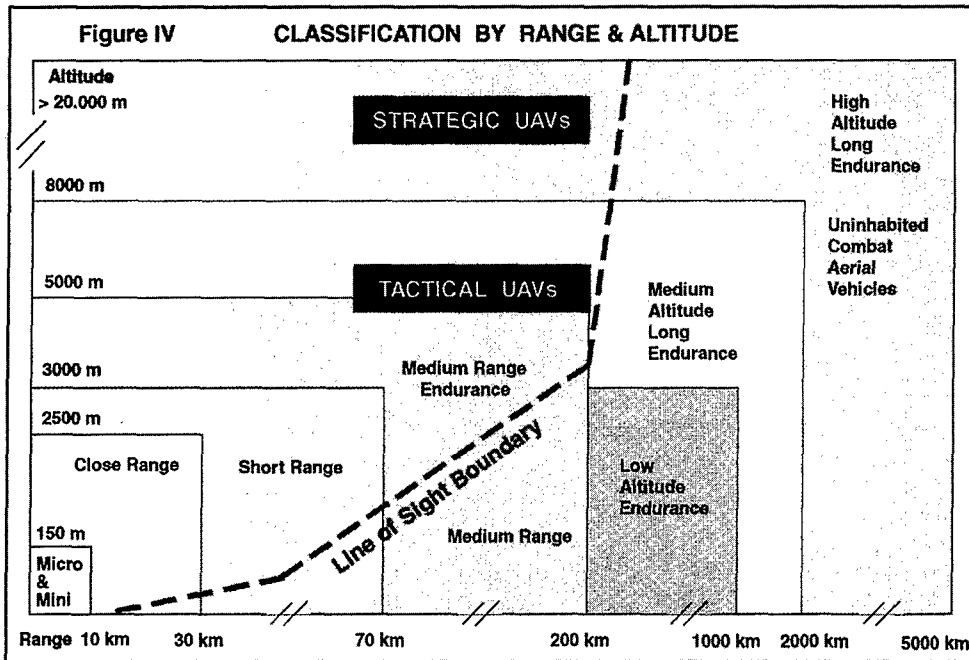 Figure IV CLASSIFICATION BY RANGE & ALTITUDE
Altitude
> 20.000 m
STRATEGIC UAVs
High
Altitude
Long
Endurance
8000 m
Uninhabited
Combat
Aerial
Vehicles
5000 m
TACTICAL UAVs
Medium
Altitude
Long
Endurance
3000 m
Medium Range
Endurance
2500 m
Close Range
Short Range
Line of Sight Boundary
Low
Altitude
Endurance
150 m
Micro
&
Mini
Medium Range
Range 10 km 30 km 70 km 200 km 1000 km 2000 km 5000 km